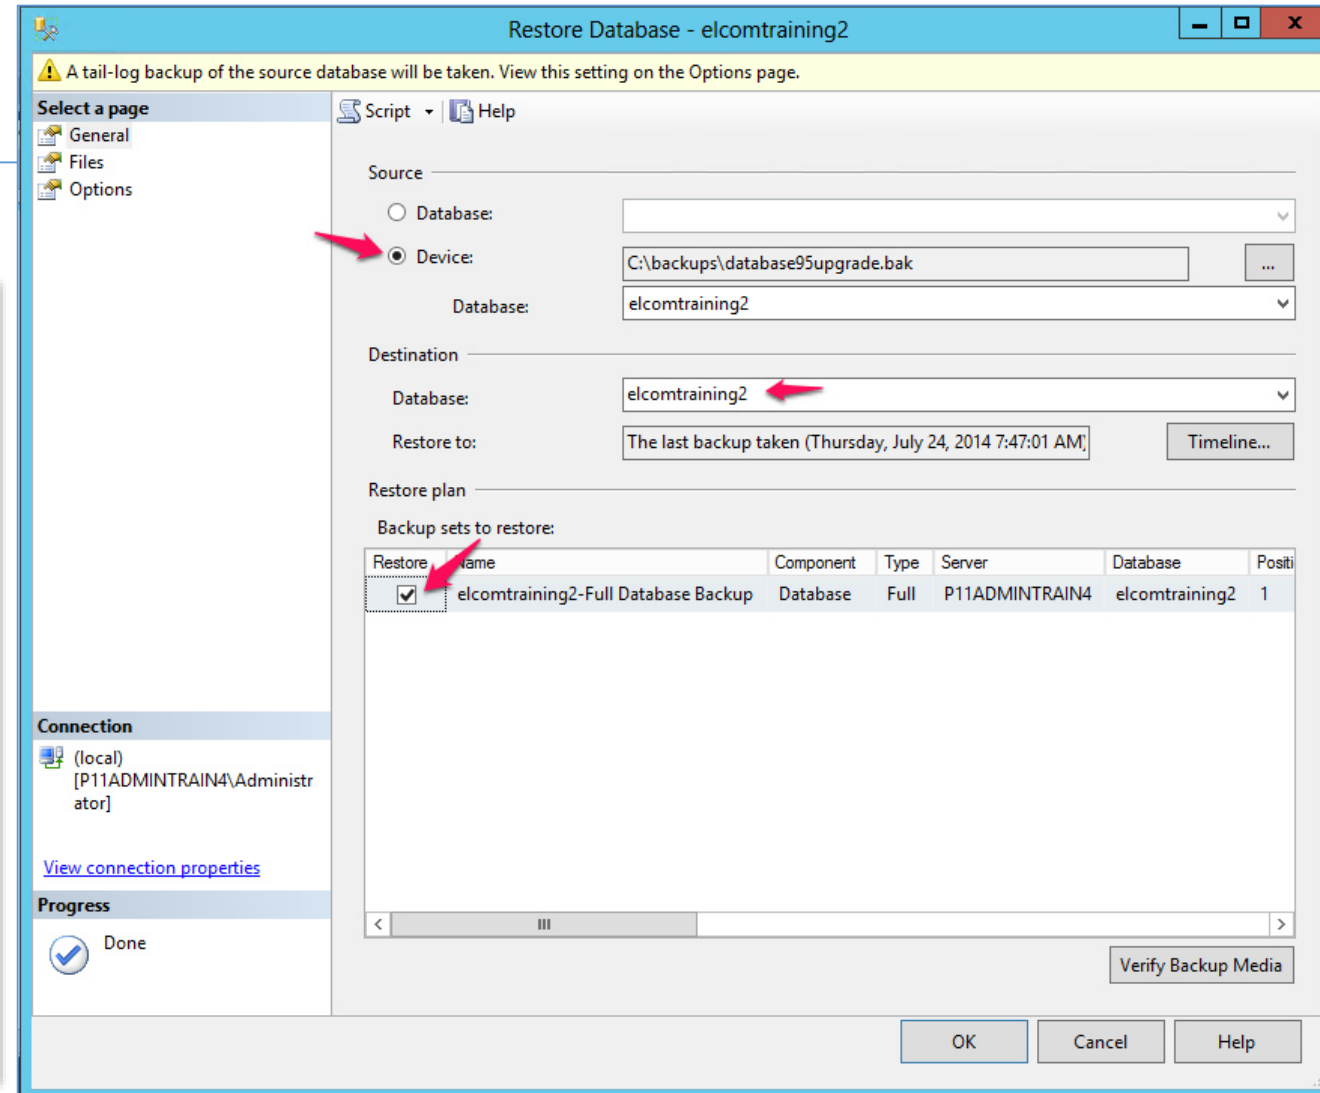 Restore Database - elcomtraining2
A tail-log backup of the source database will be taken. View this setting on the Options page.
Select a page
General
Files
Options
Script Help
Source
Database:
Device: C:\backups\database95upgrade.bak ...
Database: elcomtraining2
Destination
Database: elcomtraining2
Restore to: The last backup taken (Thursday, July 24, 2014 7:47:01 AM) Timeline...
Restore plan
Backup sets to restore:
Restore Name Component Type Server Database Positi
elcomtraining2-Full Database Backup Database Full P11ADMINTRAIN4 elcomtraining2 1
Connection
(local)
[P11ADMINTRAIN4\Administr
ator]
View connection properties
Progress
Done
Verify Backup Media
OK Cancel Help